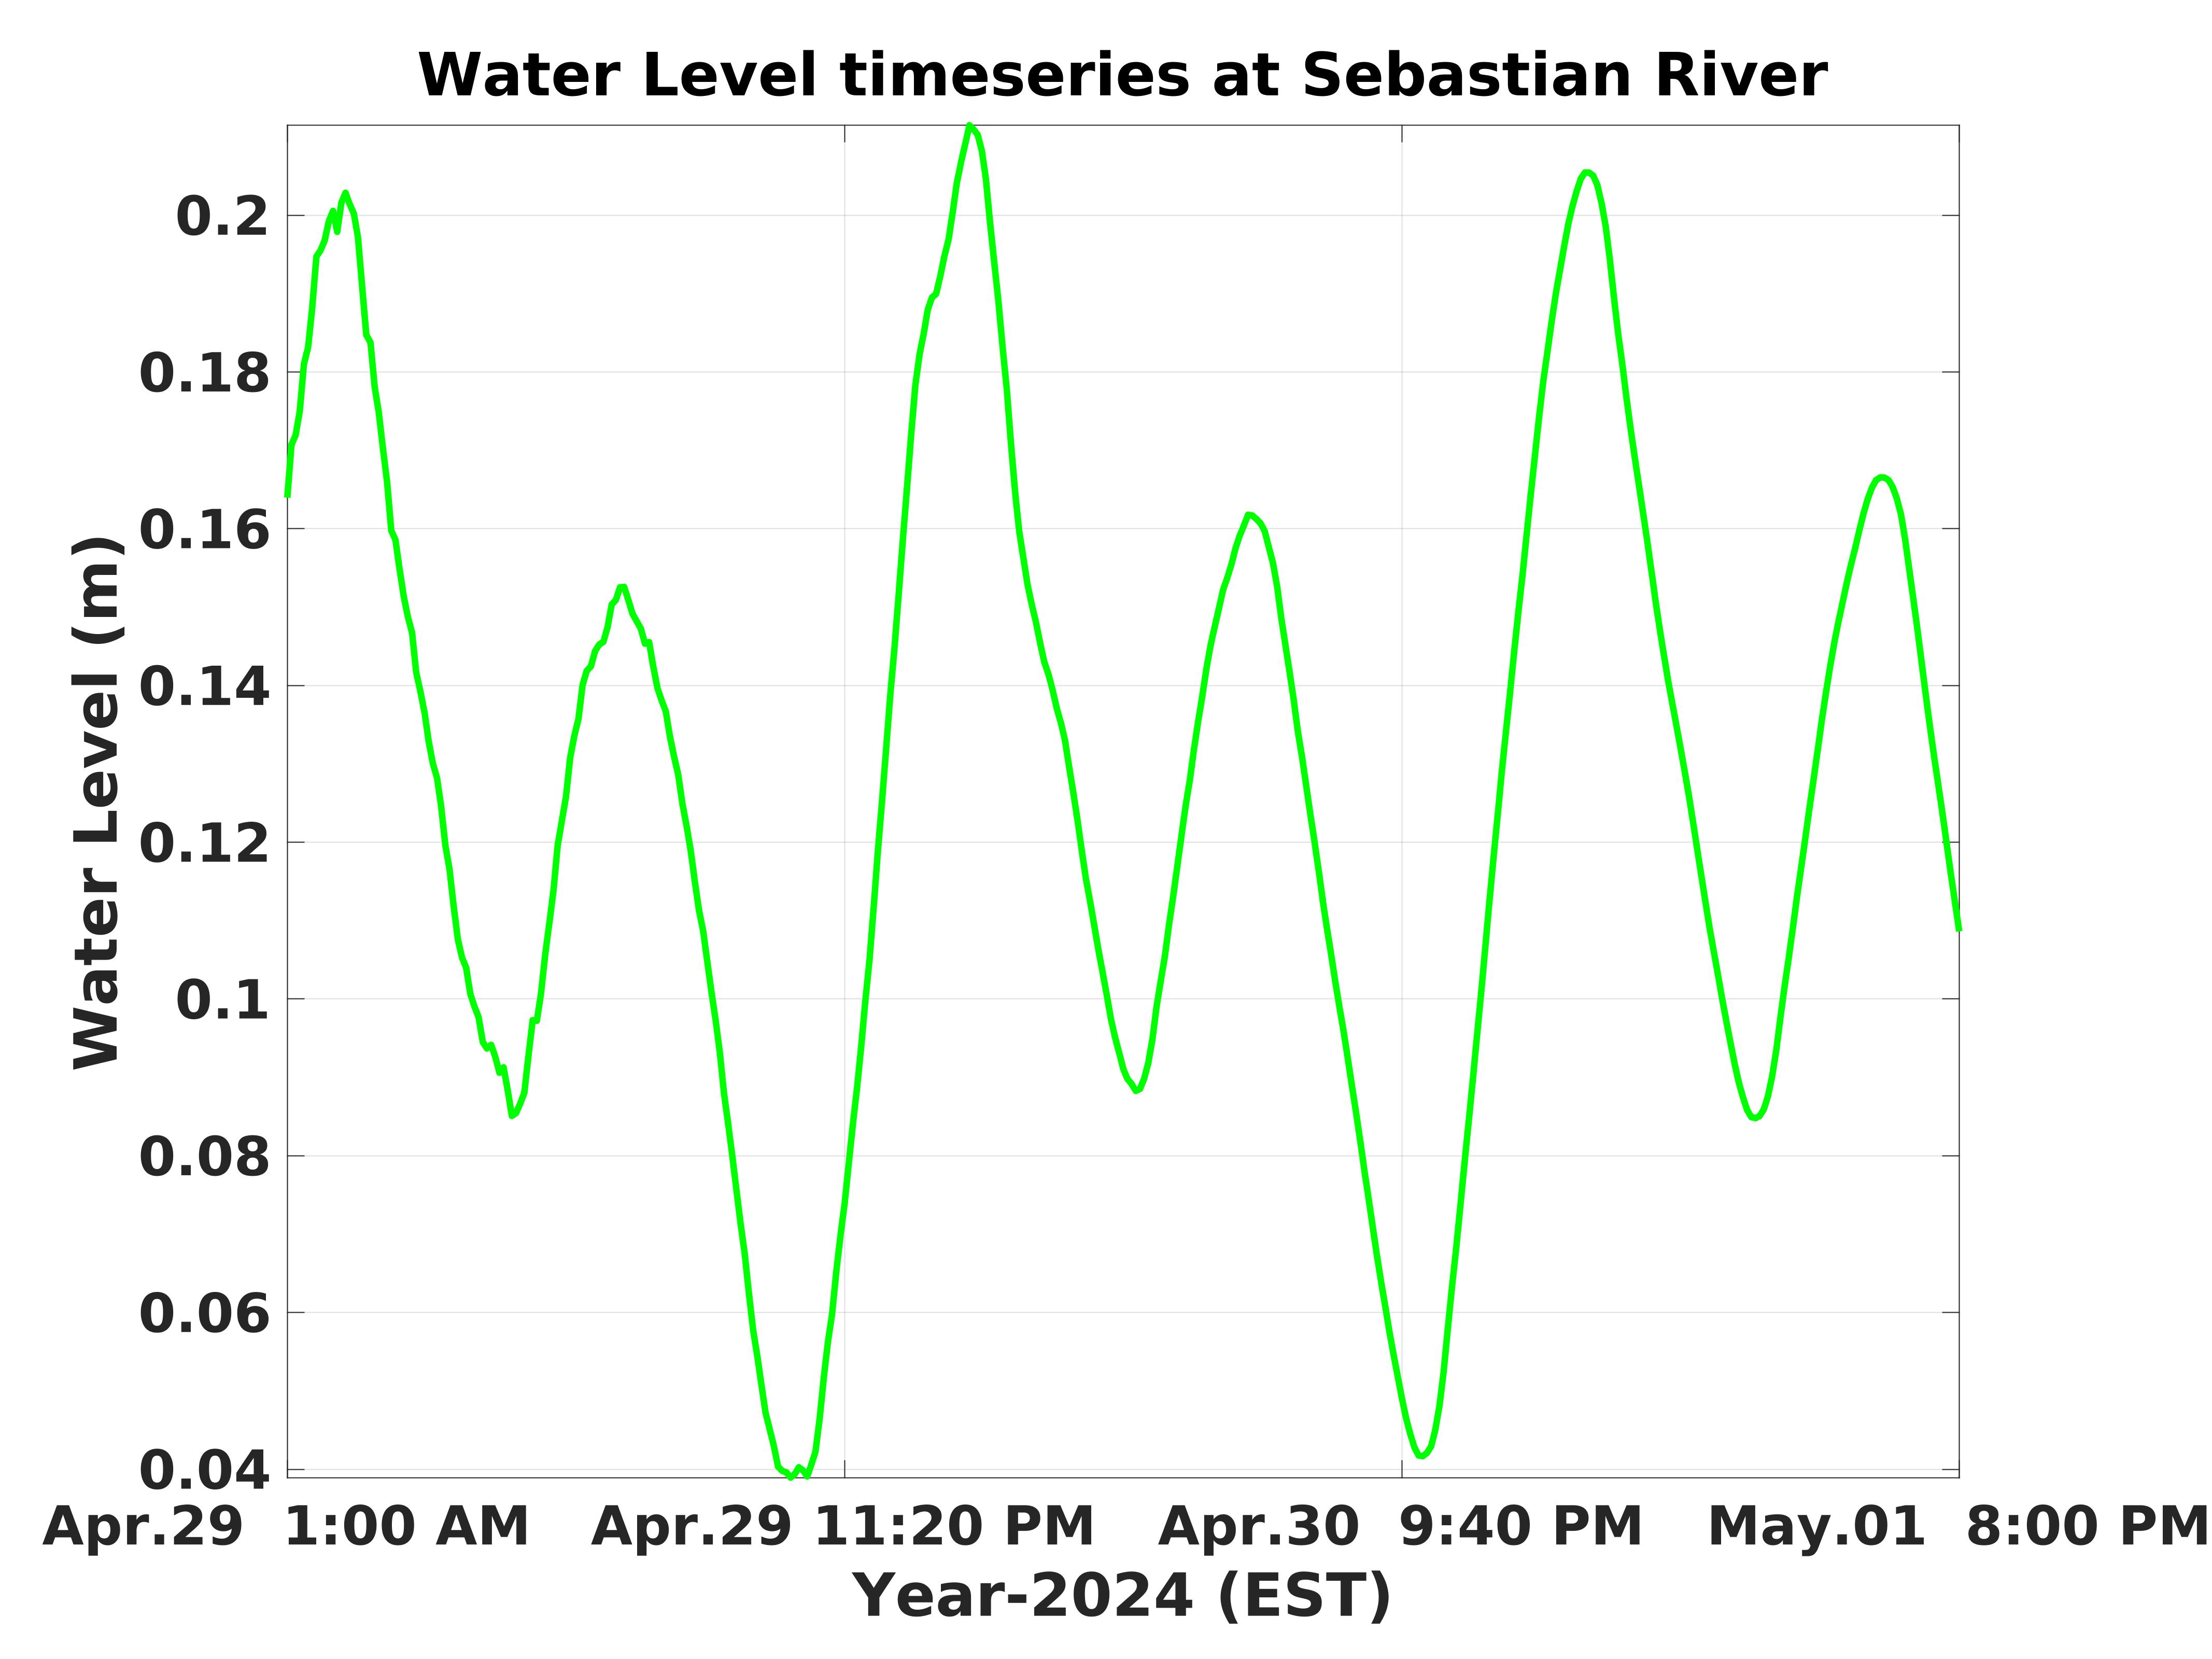 Water Level timeseries at Sebastian River
Water Level (m)
0.2
0.18
0.16
0.14
0.12
0.1
0.08
0.06
0.04
Apr.29 1:00 AM Apr.29 11:20 PM Apr.30 9:40 PM May.01 8:00 PM
Year-2024 (EST)